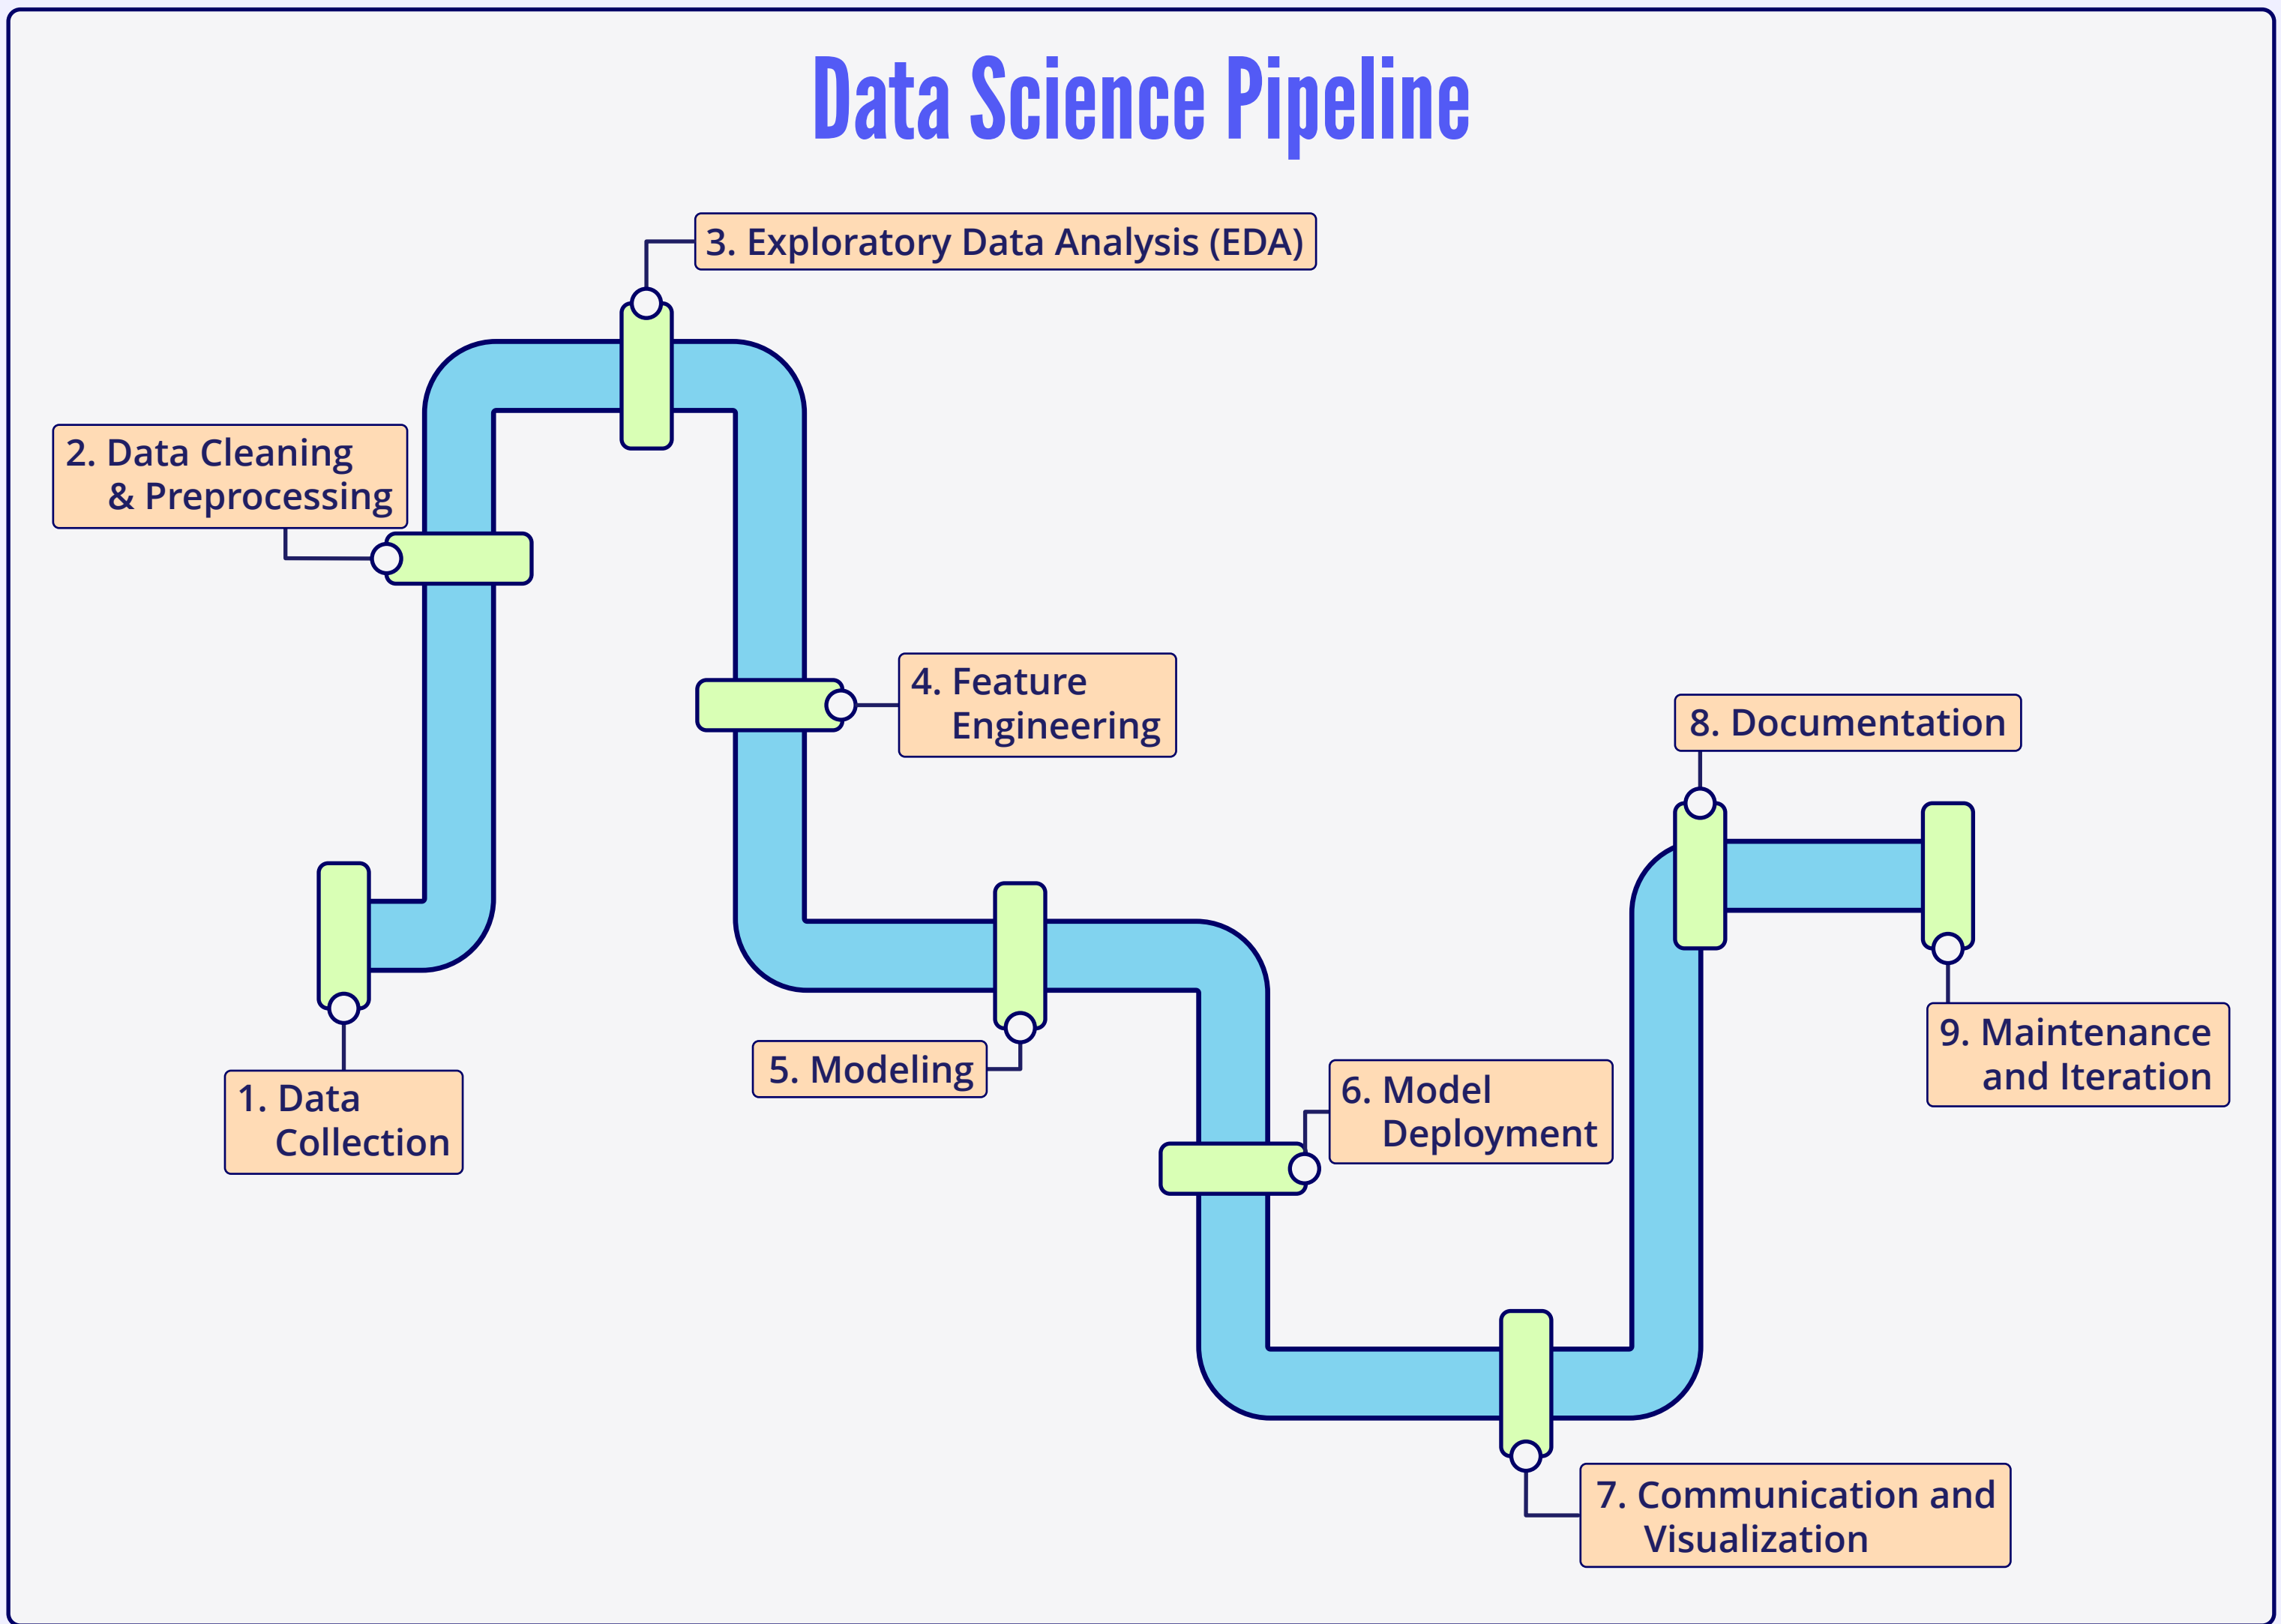 Data Science Pipeline
3. Exploratory Data Analysis (EDA)
2. Data Cleaning
& Preprocessing
4. Feature
Engineering
8. Documentation
1. Data
Collection
5. Modeling
6. Model
Deployment
9. Maintenance
and Iteration
7. Communication and
Visualization